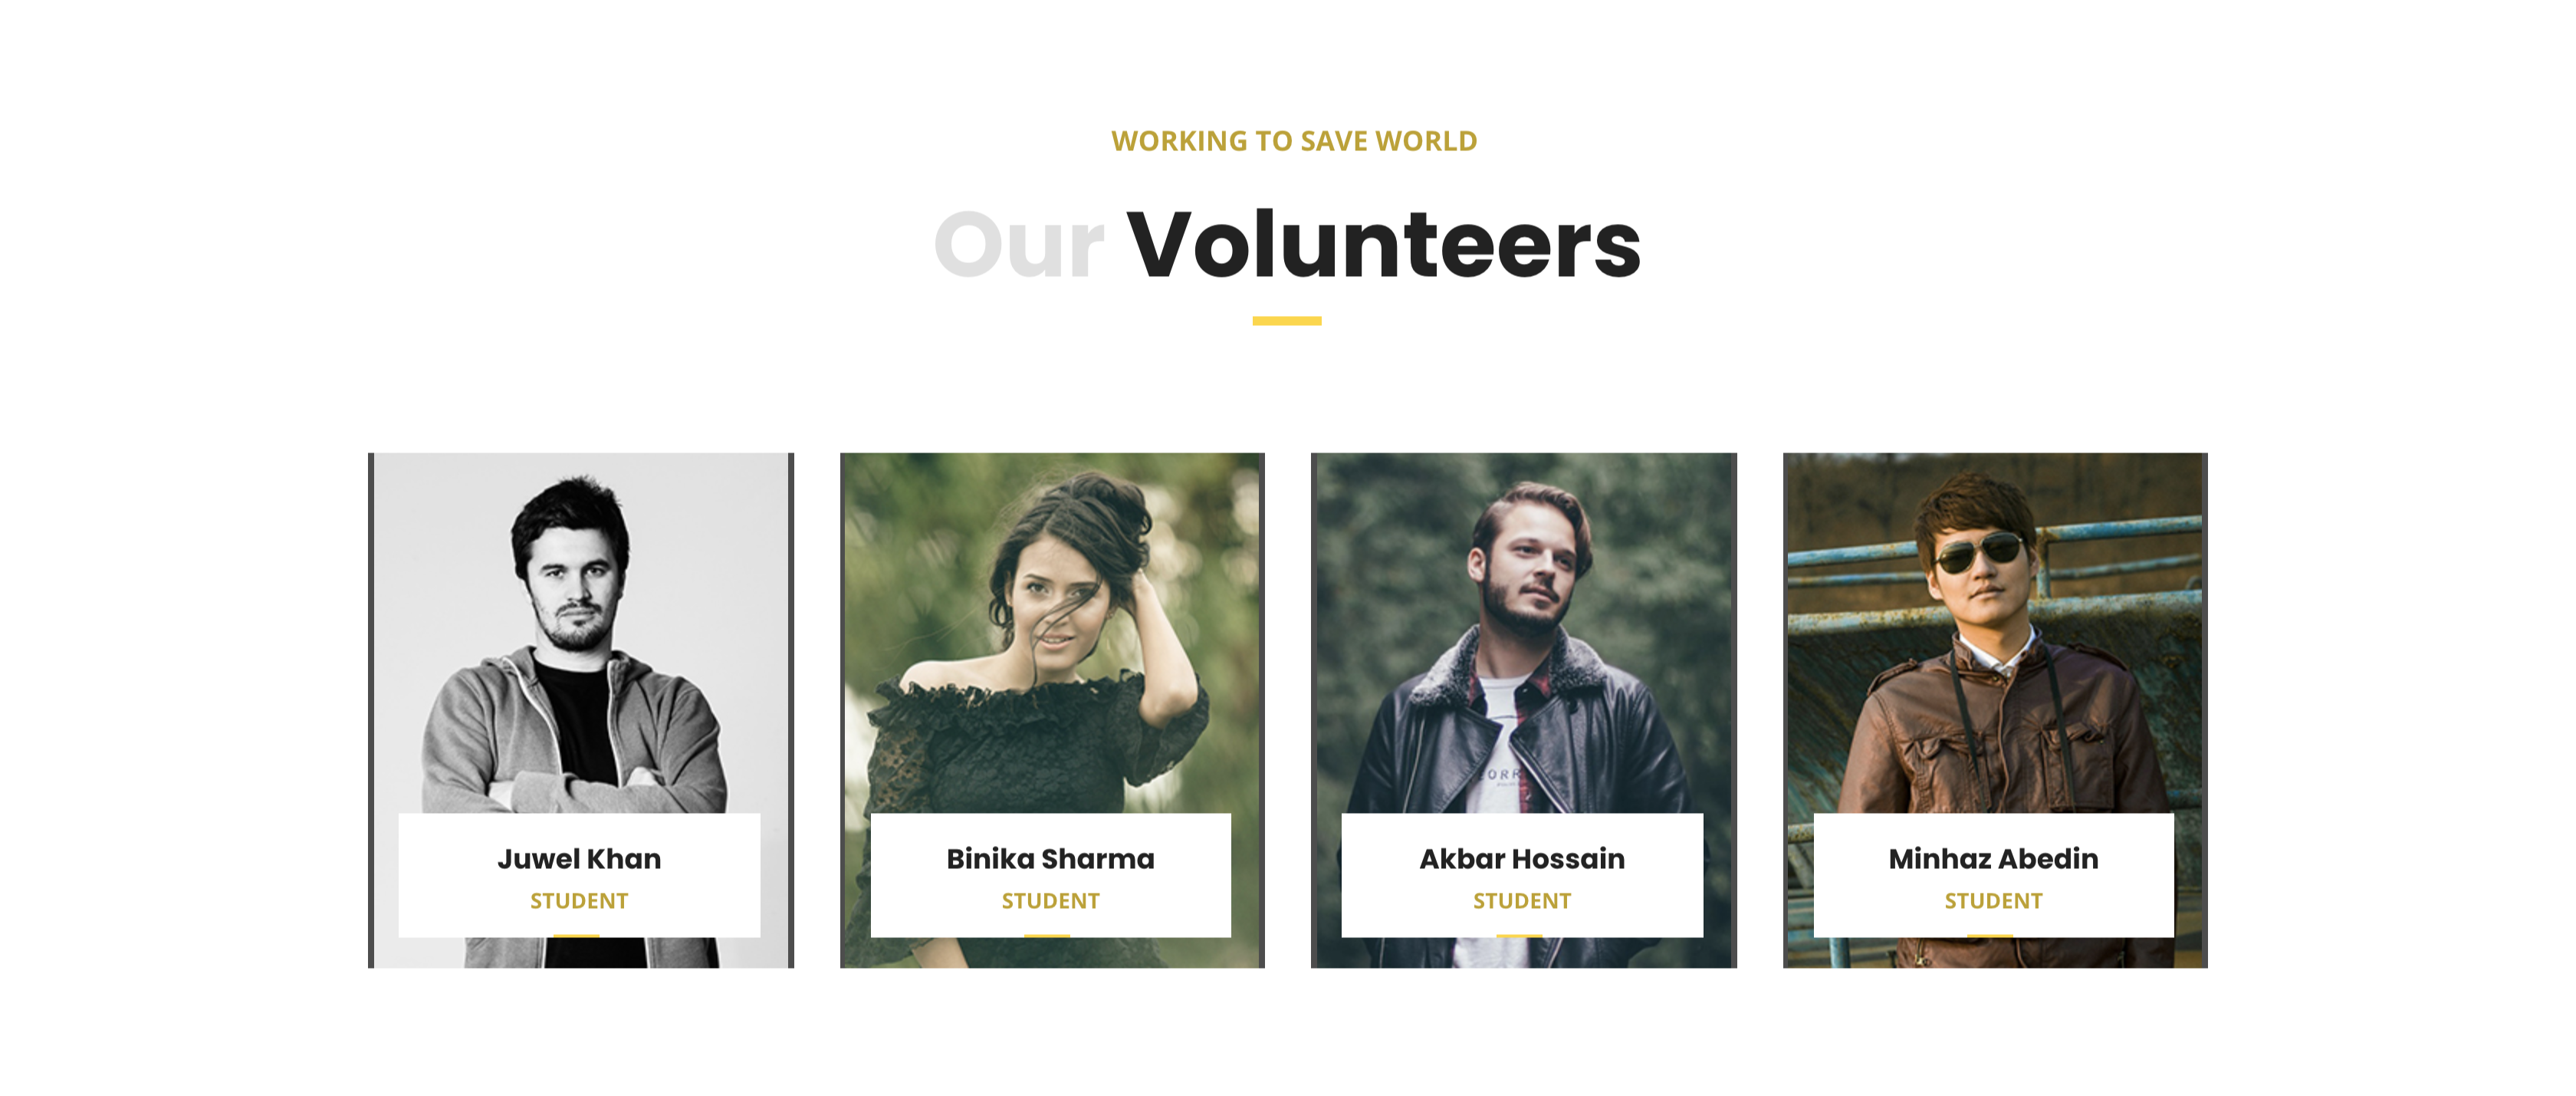 WORKING TO SAVE WORLD
Our Volunteers
Juwel Khan
STUDENT
Binika Sharma
STUDENT
Akbar Hossain
STUDENT
Minhaz Abedin
STUDENT